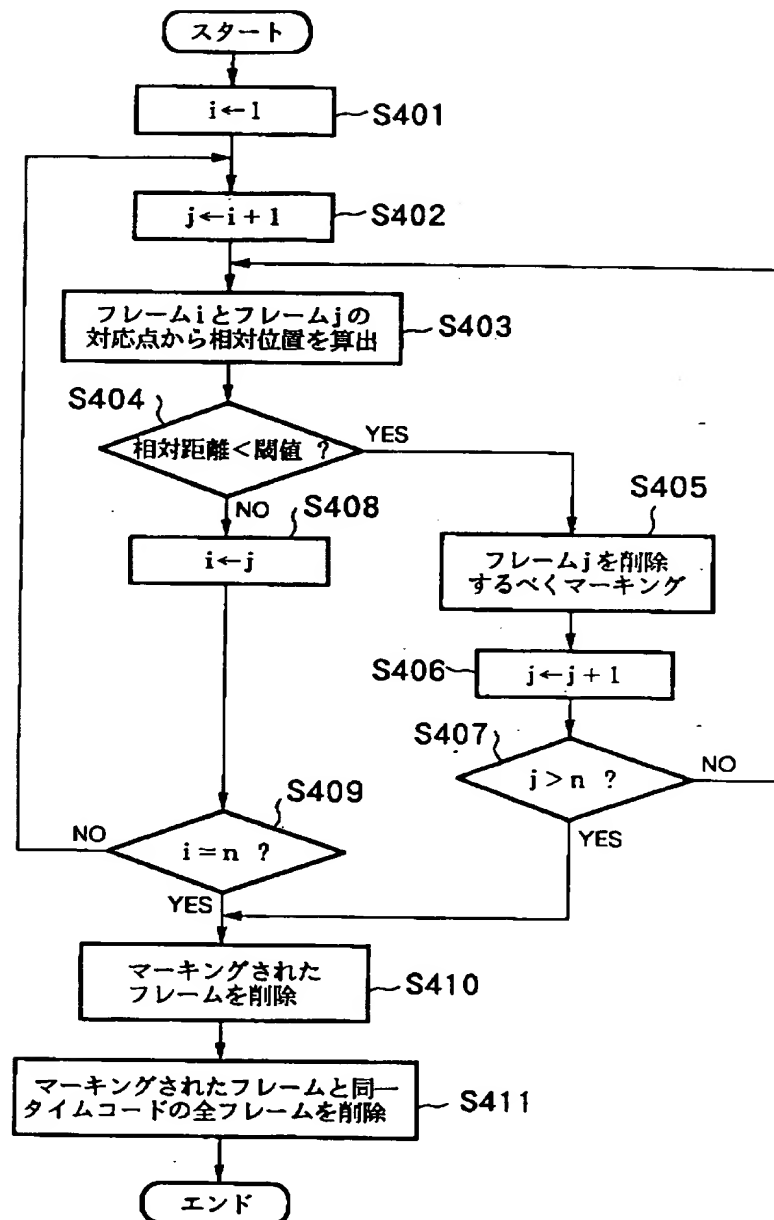 スタート
i←1
S401
j←i+1
S402
フレームiとフレームjの
対応点から相対位置を算出
S403
S404
相対距離<閾値 ?
YES
NO
S408
i←j
S405
フレームjを削除
するべくマーキング
S406
j←j+1
S407
j>n ?
NO
YES
S409
NO
i=n ?
YES
マーキングされた
フレームを削除
S410
マーキングされたフレームと同一
タイムコードの全フレームを削除
S411
エンド